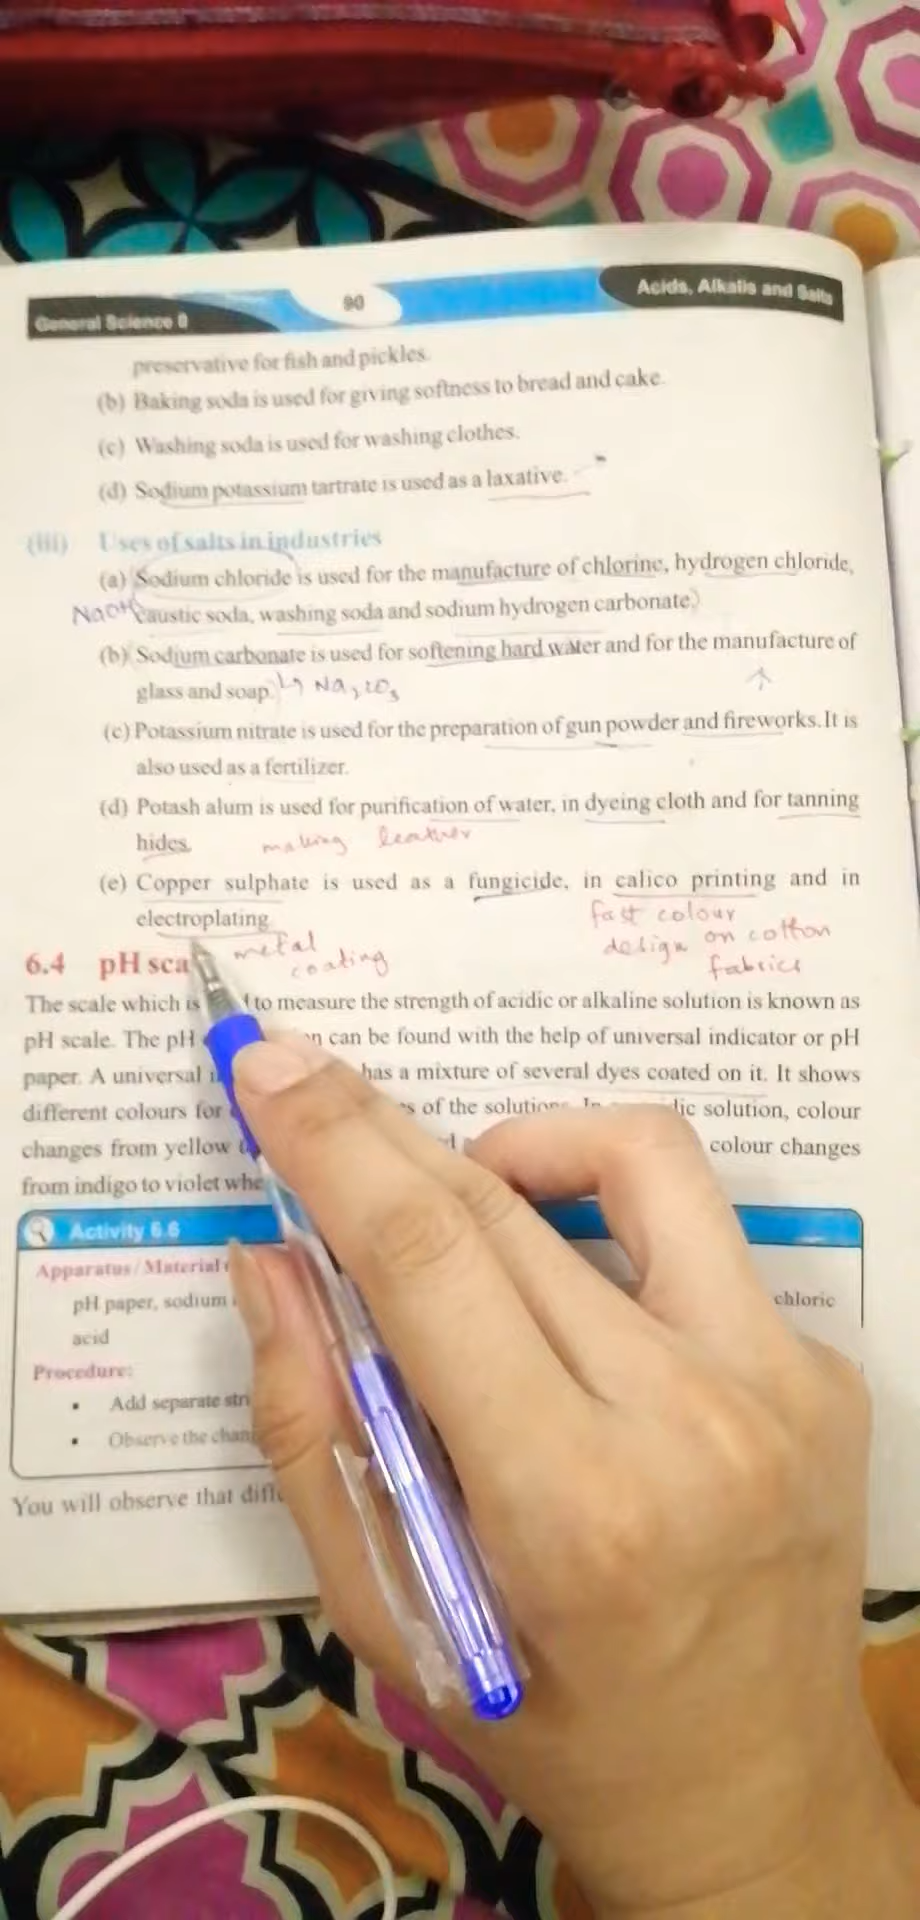 General Science 8
90
Acids, Alkalis and Salts
preservative for fish and pickles.
(b) Baking soda is used for giving softness to bread and cake.
(c) Washing soda is used for washing clothes.
(d) Sodium potassium tartrate is used as a laxative.
(iii) Uses of salts in industries
(a) Sodium chloride is used for the manufacture of chlorine, hydrogen chloride,
NaOH caustic soda, washing soda and sodium hydrogen carbonate.
(b) Sodium carbonate is used for softening hard water and for the manufacture of
glass and soap. ↳ Na2CO3
(c) Potassium nitrate is used for the preparation of gun powder and fireworks. It is
also used as a fertilizer.
(d) Potash alum is used for purification of water, in dyeing cloth and for tanning
hides. making leather
(e) Copper sulphate is used as a fungicide, in calico printing and in
electroplating
metal
coating
fast colour
design on cotton
fabrics
6.4 pH sca
The scale which is to measure the strength of acidic or alkaline solution is known as
pH scale. The pH can be found with the help of universal indicator or pH
paper. A universal has a mixture of several dyes coated on it. It shows
different colours for of the solutions. In solution, colour
changes from yellow colour changes
from indigo to violet whe
Activity 6.6
Apparatus / Material
pH paper, sodium chloric
acid
Procedure:
• Add separate stri
• Observe the chan
You will observe that diff